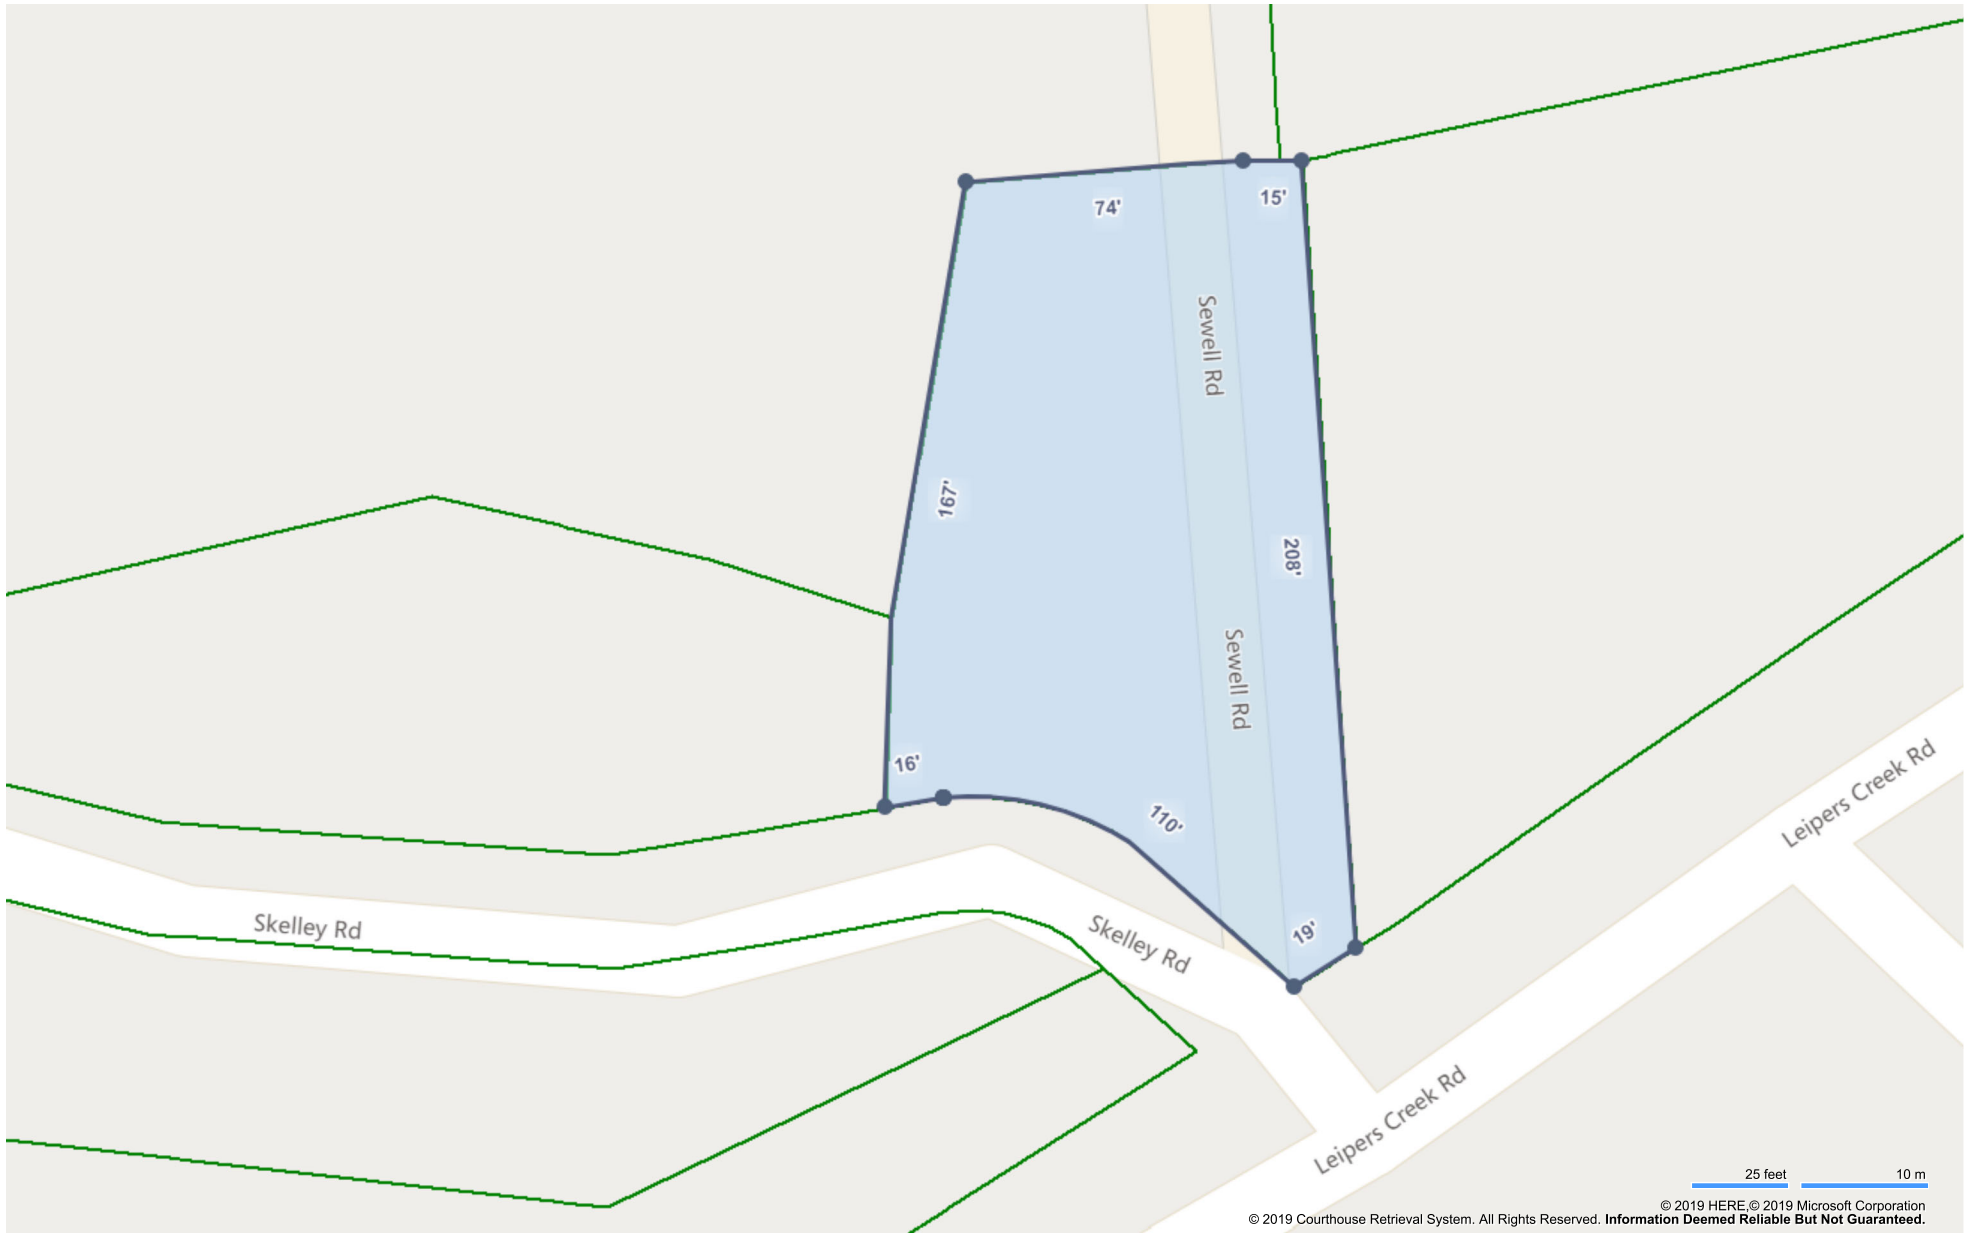 74'
15'
Sewell Rd
197'
208'
Sewell Rd
16'
110'
Leipers Creek Rd
Skelley Rd
Skelley Rd
19'
Leipers Creek Rd
25 feet
10 m
© 2019 HERE,© 2019 Microsoft Corporation
© 2019 Courthouse Retrieval System. All Rights Reserved. Information Deemed Reliable But Not Guaranteed.